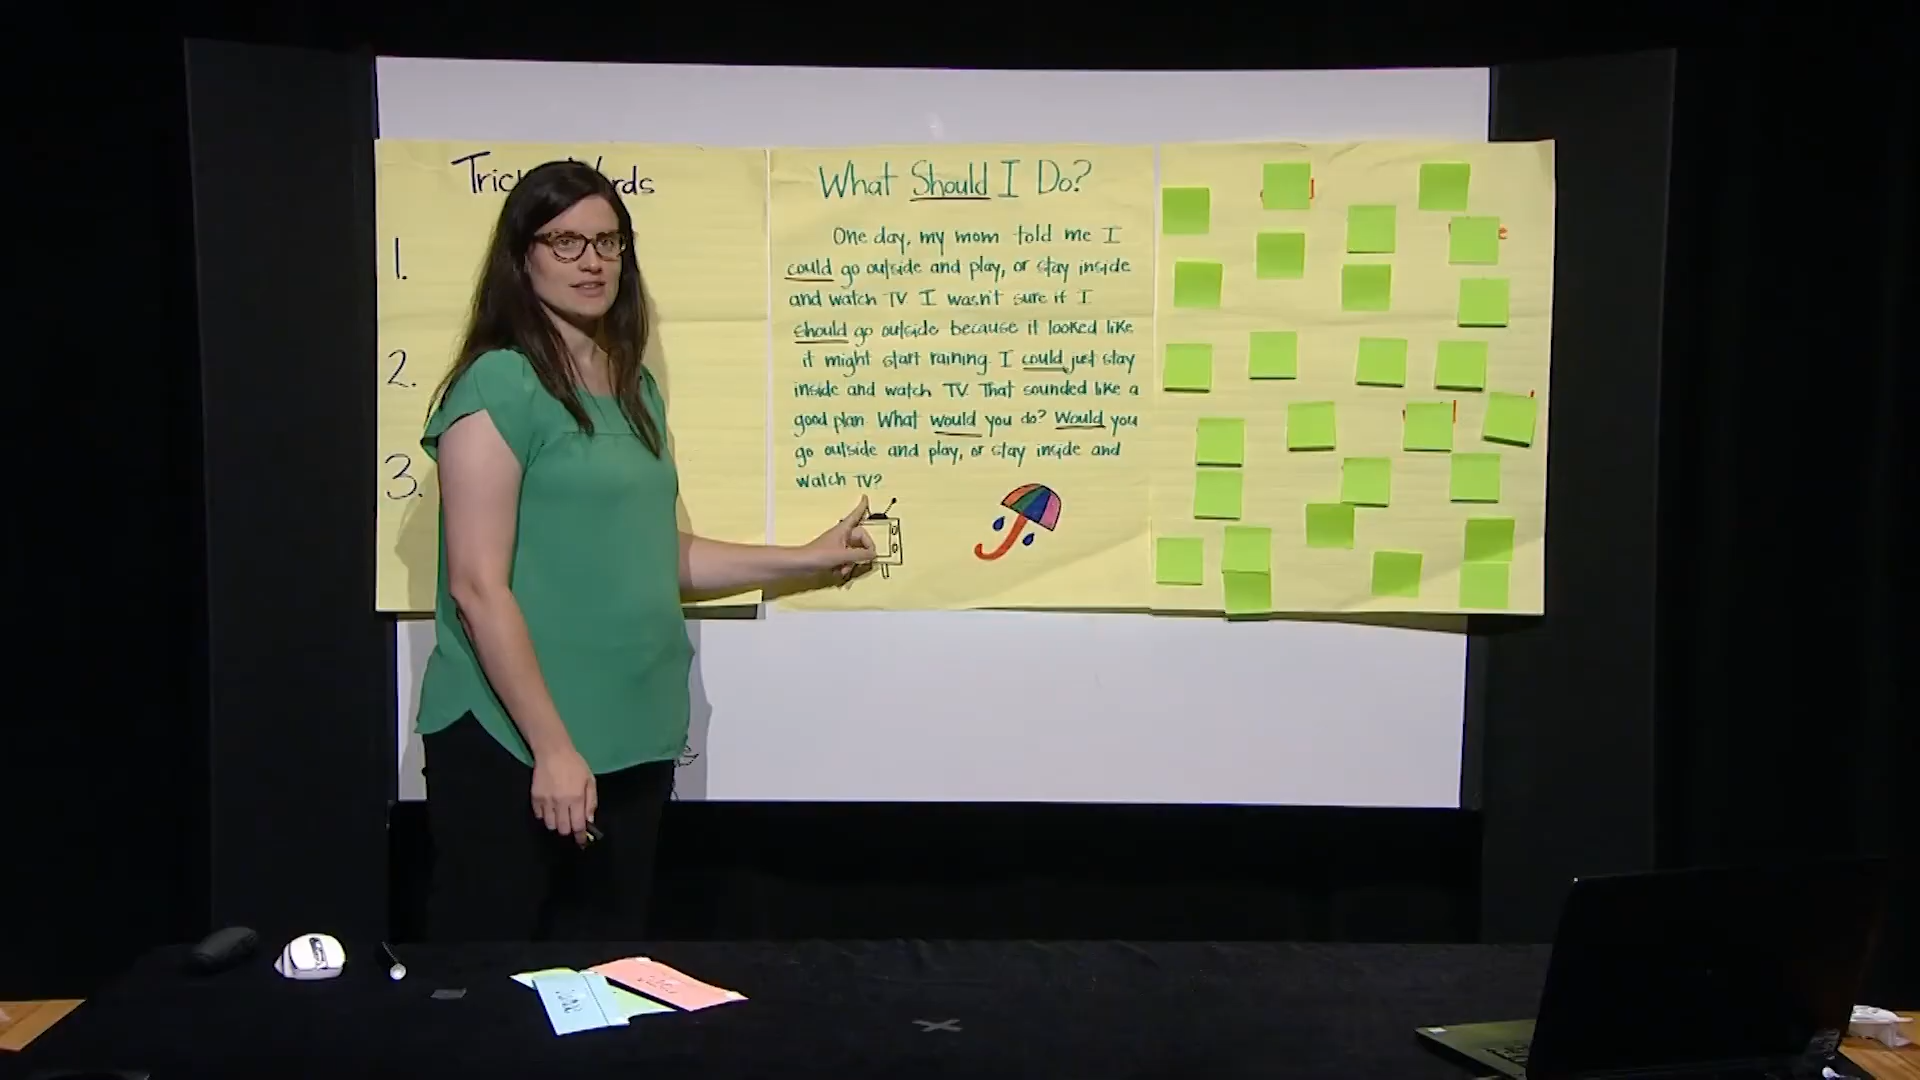 Tricky Words
1.
2.
3.
What Should I Do?
One day, my mom told me I
could go outside and play, or stay inside
and watch TV. I wasn't sure if I
should go outside because it looked like
it might start raining. I could just stay
inside and watch TV. That sounded like a
good plan. What would you do? Would you
go outside and play, or stay inside and
watch TV?